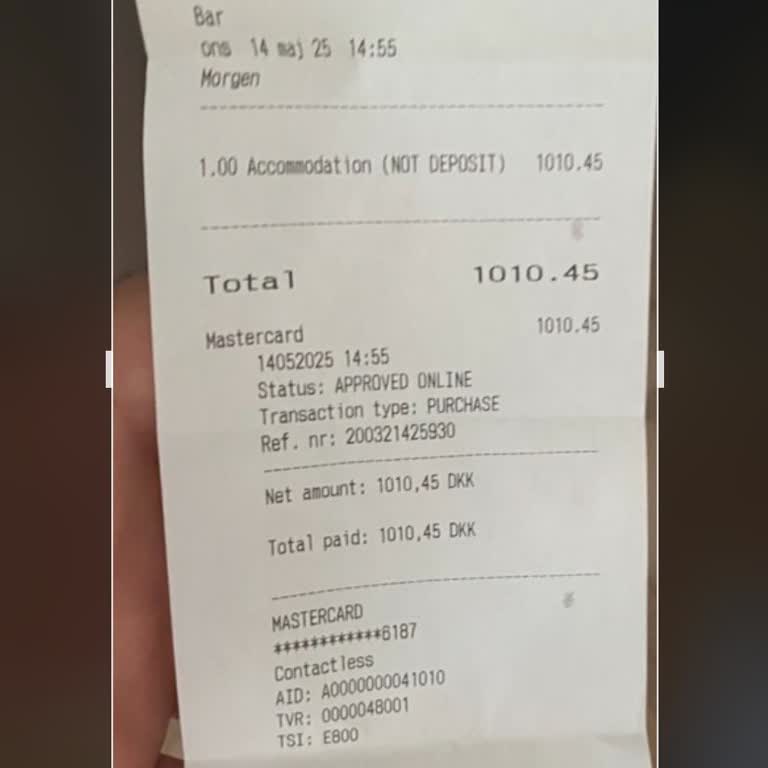 Bar
ons 14 maj 25 14:55
Morgen
1.00 Accommodation (NOT DEPOSIT) 1010.45
Total 1010.45
Mastercard 1010.45
14052025 14:55
Status: APPROVED ONLINE
Transaction type: PURCHASE
Ref. nr: 200321425930
Net amount: 1010,45 DKK
Total paid: 1010,45 DKK
MASTERCARD
************6187
Contactless
AID: A0000000041010
TVR: 0000048001
TSI: E800